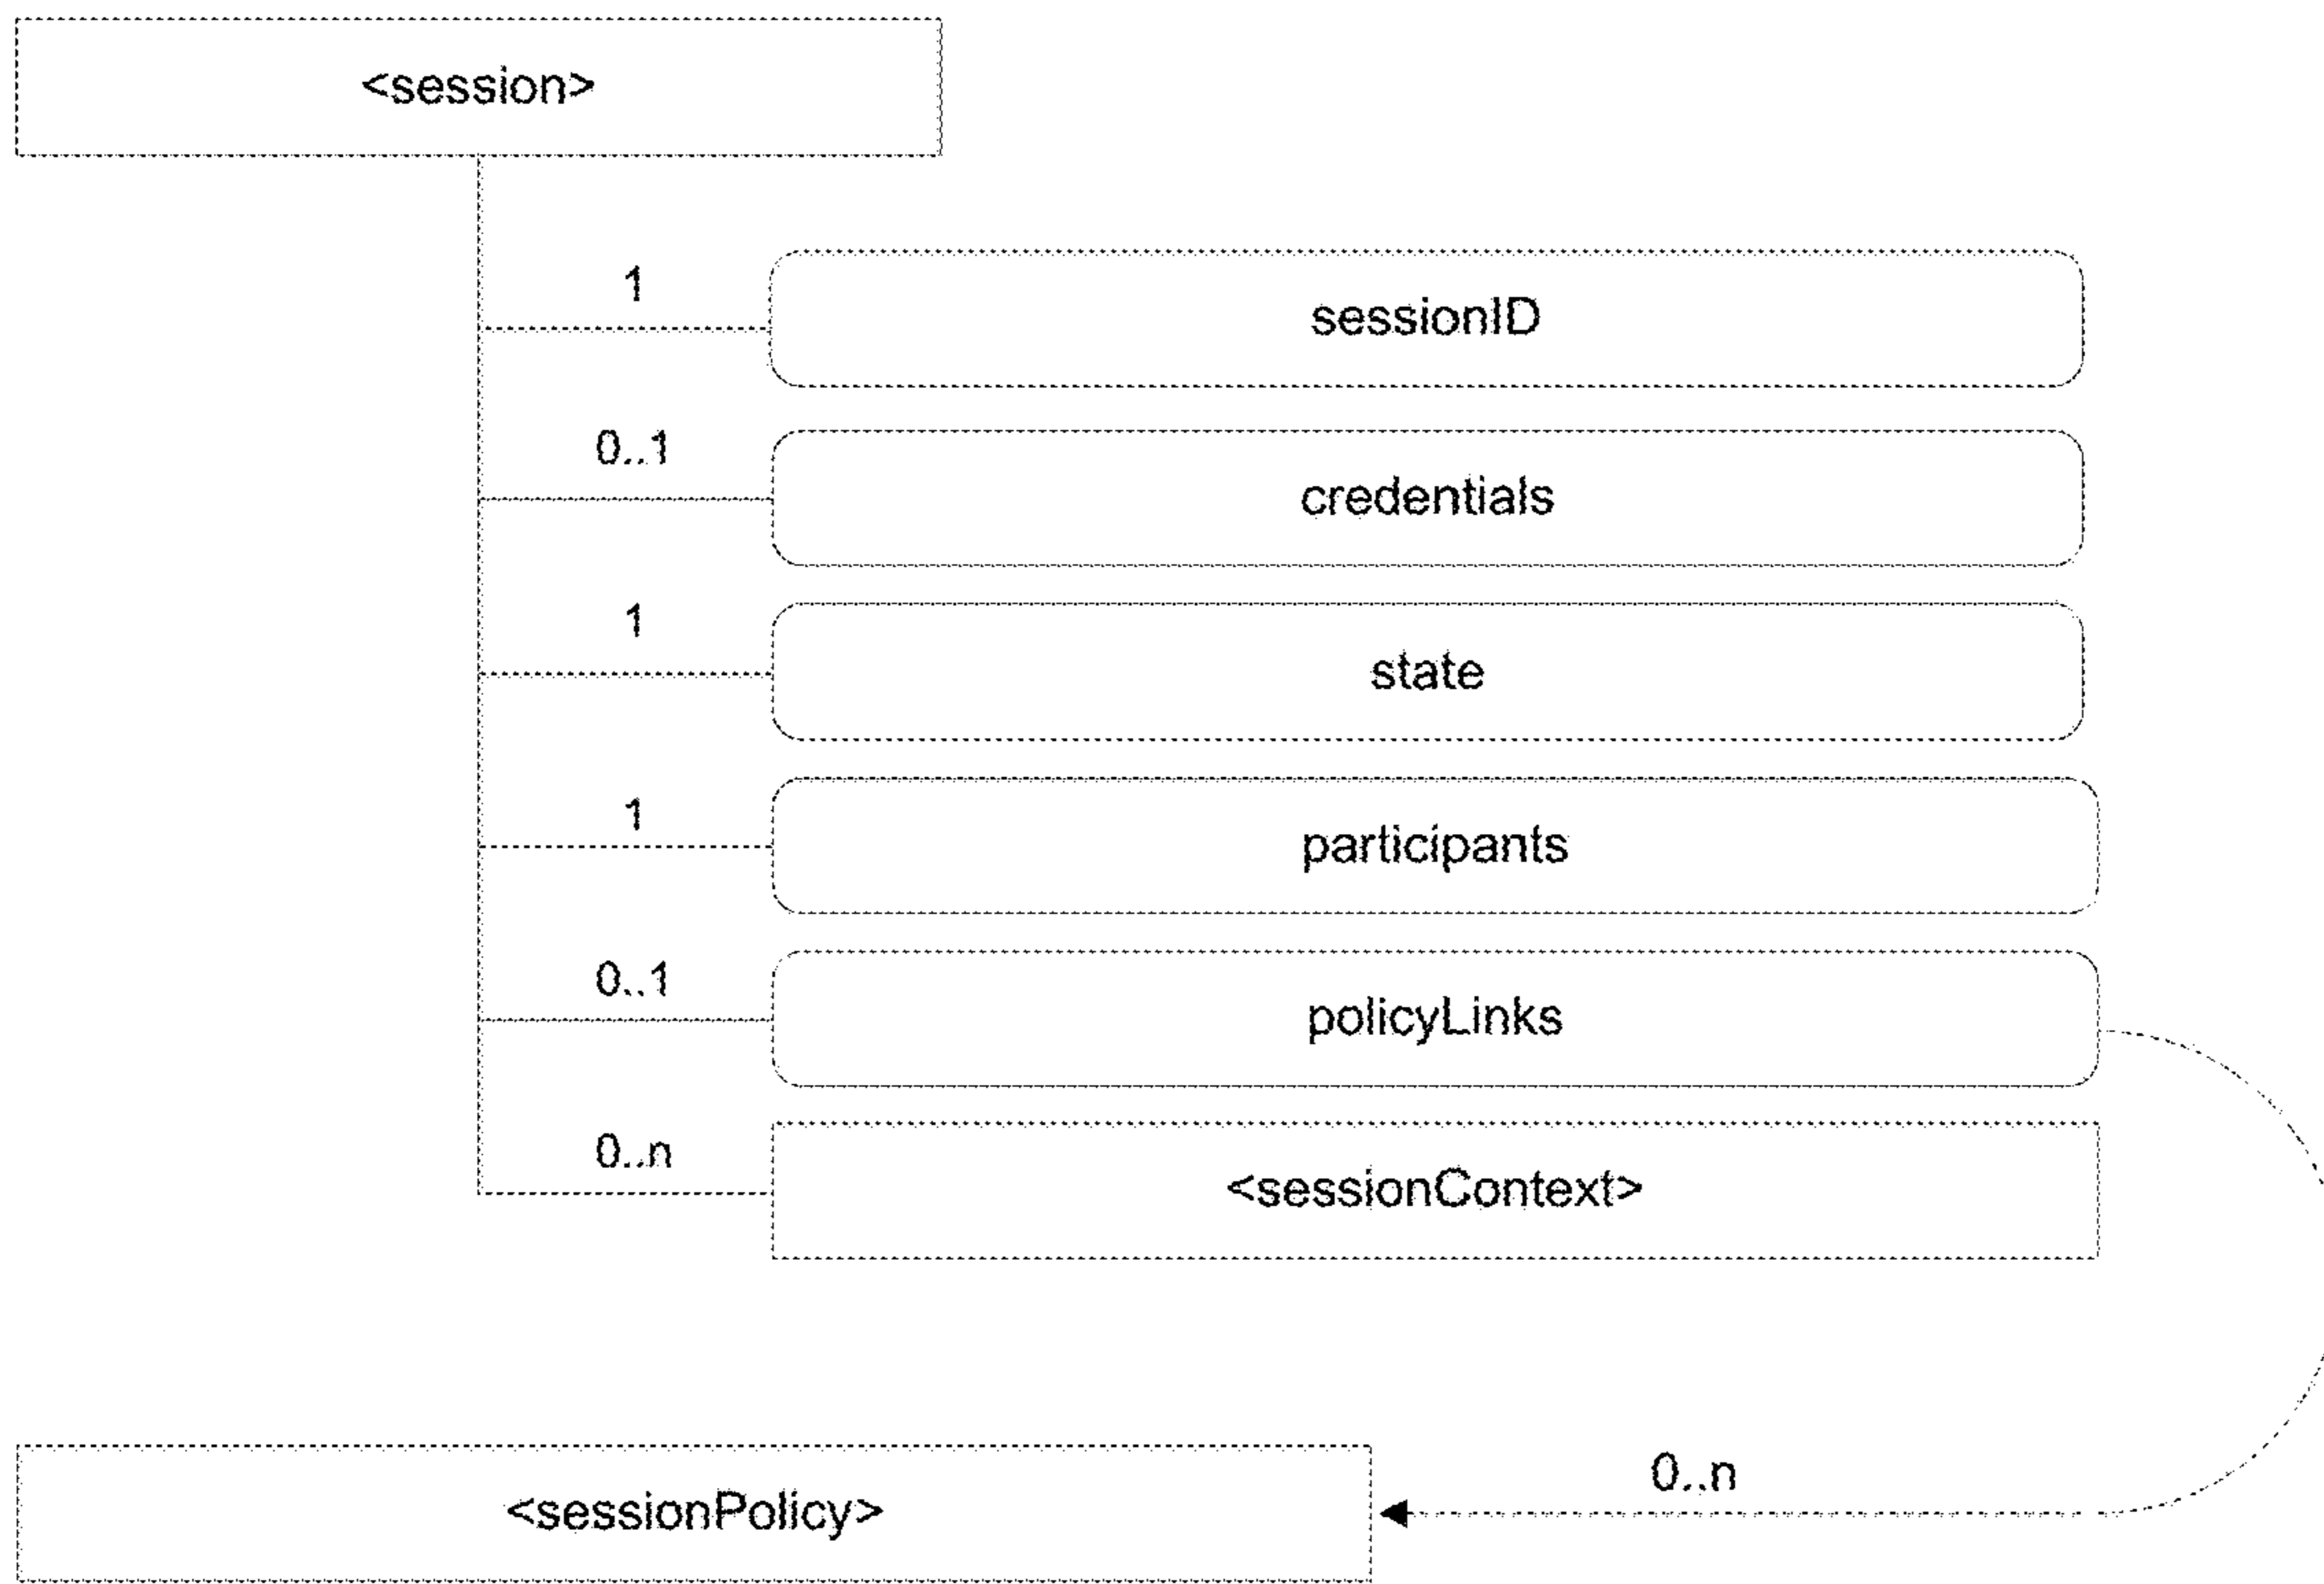 <session>
1
sessionID
0..1
credentials
1
state
1
participants
0..1
policyLinks
0..n
<sessionContext>
0..n
<sessionPolicy>